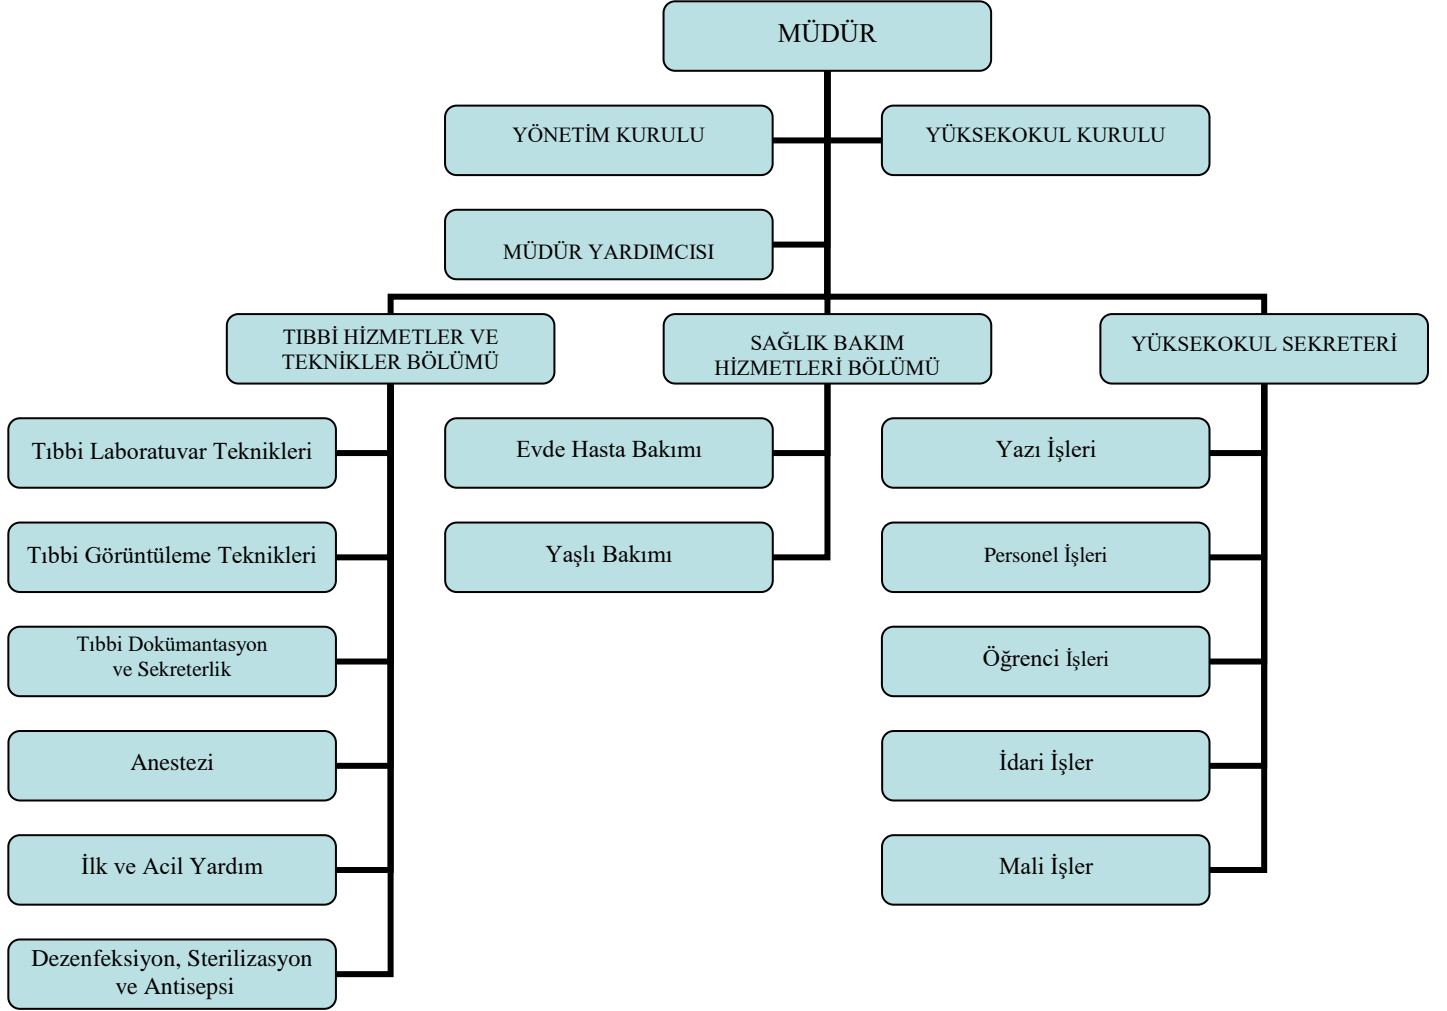 MÜDÜR
YÖNETİM KURULU
YÜKSEKOKUL KURULU
MÜDÜR YARDIMCISI
TIBBİ HİZMETLER VE
TEKNİKLER BÖLÜMÜ
SAĞLIK BAKIM
HİZMETLERİ BÖLÜMÜ
YÜKSEKOKUL SEKRETERİ
Tıbbi Laboratuvar Teknikleri
Evde Hasta Bakımı
Yazı İşleri
Tıbbi Görüntüleme Teknikleri
Yaşlı Bakımı
Personel İşleri
Tıbbi Dokümantasyon
ve Sekreterlik
Öğrenci İşleri
Anestezi
İdari İşler
İlk ve Acil Yardım
Mali İşler
Dezenfeksiyon, Sterilizasyon
ve Antisepsi